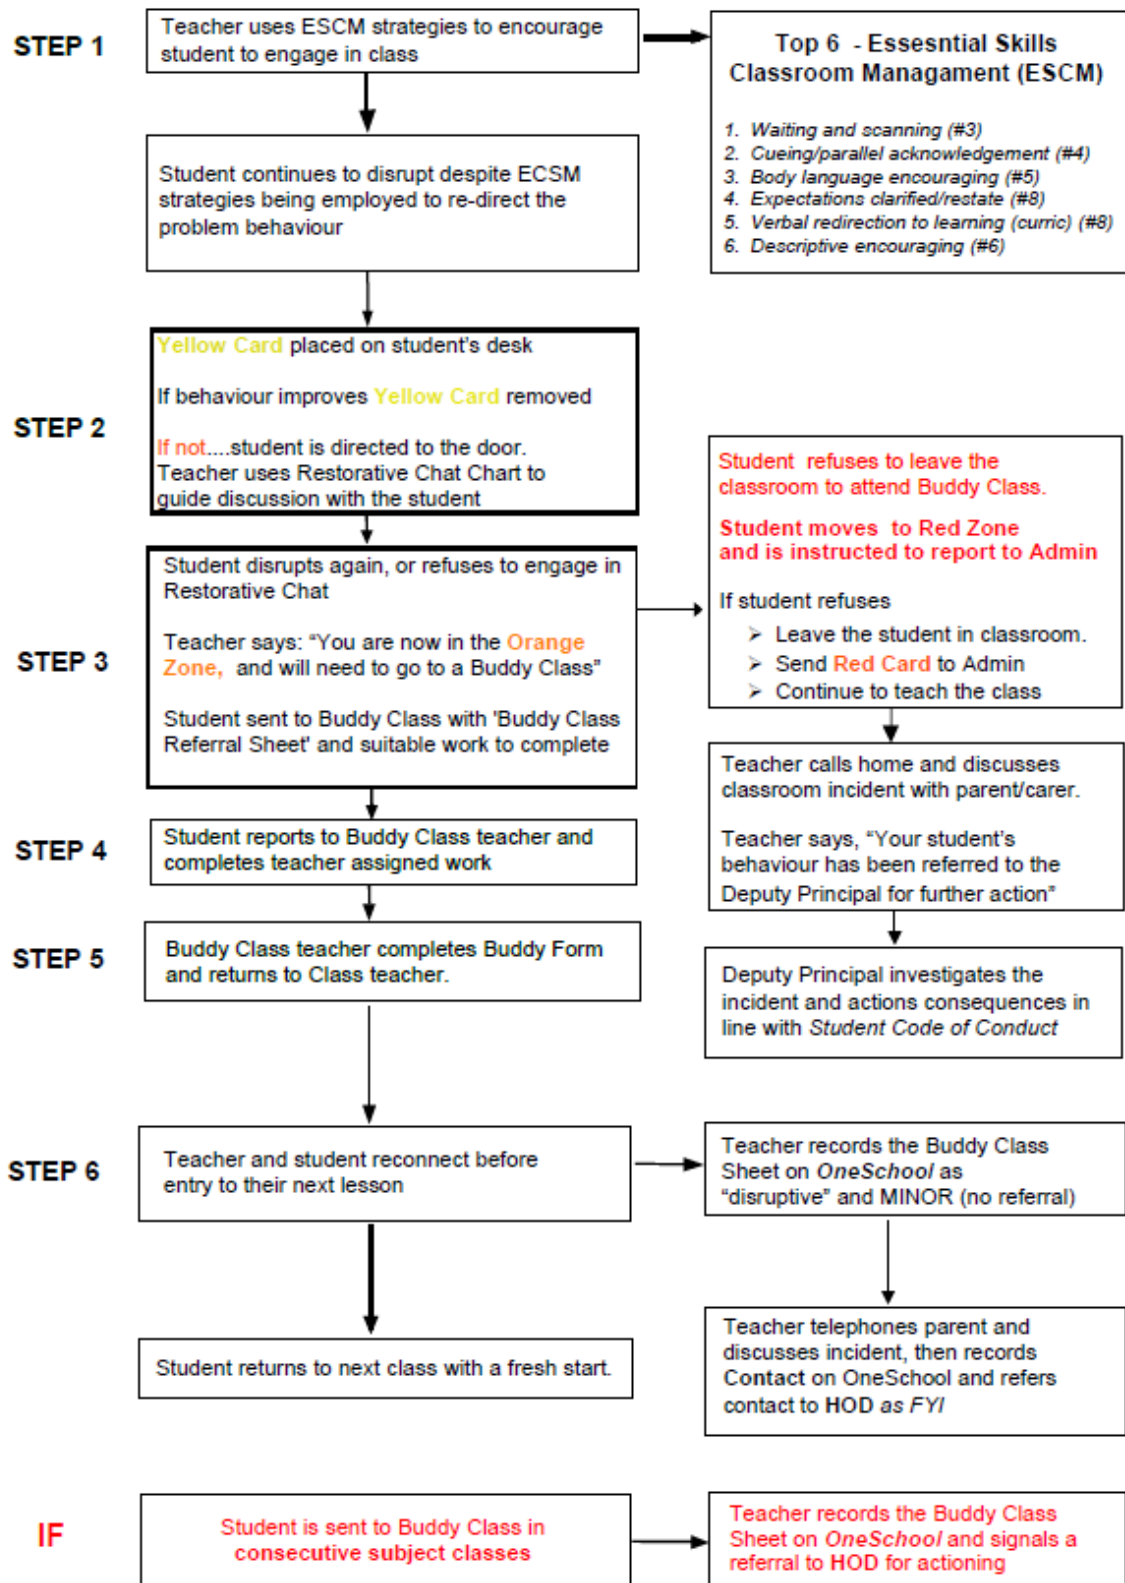 STEP 1
Teacher uses ESCM strategies to encourage
student to engage in class
Top 6  - Essesntial Skills
Classroom Managament (ESCM)
1. Waiting and scanning (#3)
2. Cueing/parallel acknowledgement (#4)
3. Body language encouraging (#5)
4. Expectations clarified/restate (#8)
5. Verbal redirection to learning (curric) (#8)
6. Descriptive encouraging (#6)
Student continues to disrupt despite ECSM
strategies being employed to re-direct the
problem behaviour
STEP 2
Yellow Card placed on student's desk
If behaviour improves Yellow Card removed
If not....student is directed to the door.
Teacher uses Restorative Chat Chart to
guide discussion with the student
STEP 3
Student disrupts again, or refuses to engage in
Restorative Chat
Teacher says: “You are now in the Orange
Zone, and will need to go to a Buddy Class”
Student sent to Buddy Class with 'Buddy Class
Referral Sheet' and suitable work to complete
Student refuses to leave the
classroom to attend Buddy Class.
Student moves to Red Zone
and is instructed to report to Admin
If student refuses
➢ Leave the student in classroom.
➢ Send Red Card to Admin
➢ Continue to teach the class
Teacher calls home and discusses
classroom incident with parent/carer.
Teacher says, “Your student's
behaviour has been referred to the
Deputy Principal for further action”
Deputy Principal investigates the
incident and actions consequences in
line with Student Code of Conduct
STEP 4
Student reports to Buddy Class teacher and
completes teacher assigned work
STEP 5
Buddy Class teacher completes Buddy Form
and returns to Class teacher.
STEP 6
Teacher and student reconnect before
entry to their next lesson
Teacher records the Buddy Class
Sheet on OneSchool as
“disruptive” and MINOR (no referral)
Student returns to next class with a fresh start.
Teacher telephones parent and
discusses incident, then records
Contact on OneSchool and refers
contact to HOD as FYI
IF
Student is sent to Buddy Class in
consecutive subject classes
Teacher records the Buddy Class
Sheet on OneSchool and signals a
referral to HOD for actioning